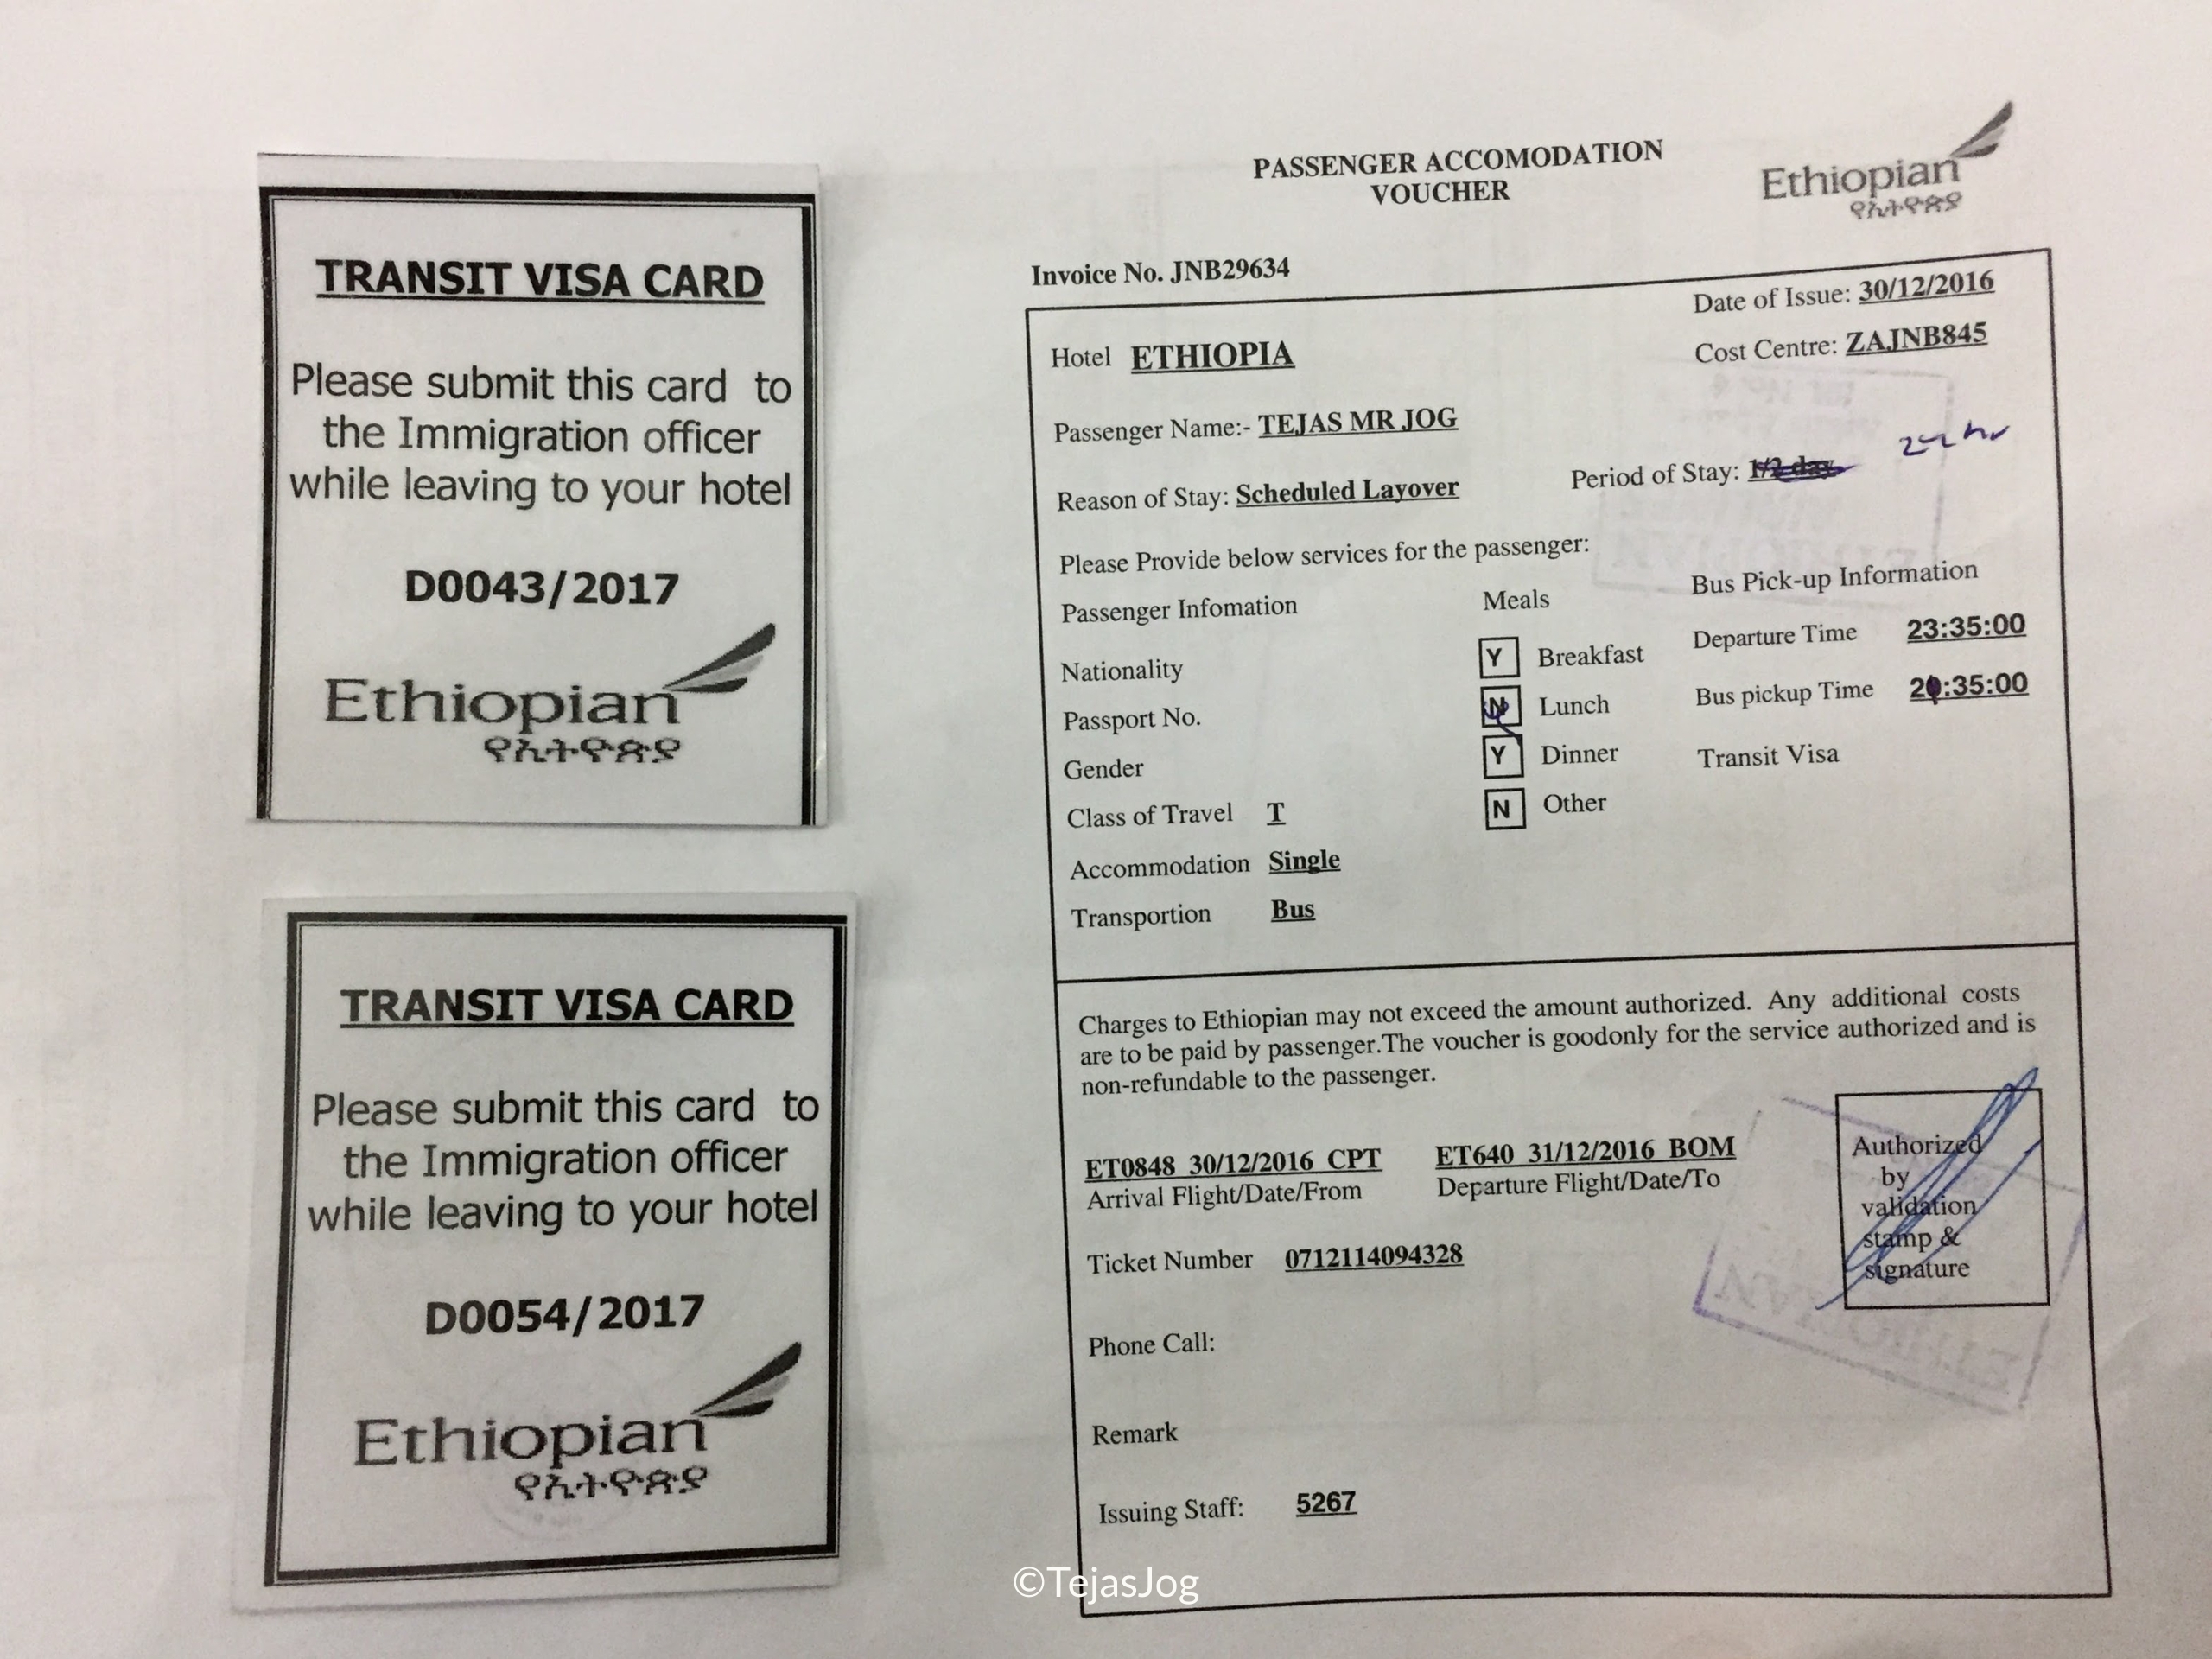 TRANSIT VISA CARD
Please submit this card to
the Immigration officer
while leaving to your hotel
D0043/2017
Ethiopian
የኢትዮጵያ
TRANSIT VISA CARD
Please submit this card to
the Immigration officer
while leaving to your hotel
D0054/2017
Ethiopian
የኢትዮጵያ
PASSENGER ACCOMODATION
VOUCHER
Ethiopian
የኢትዮጵያ
Invoice No. JNB29634
Date of Issue: 30/12/2016
Hotel ETHIOPIA
Cost Centre: ZAJNB845
Passenger Name:- TEJAS MR JOG
Reason of Stay: Scheduled Layover
Period of Stay: 1/2 day
Please Provide below services for the passenger:
Passenger Infomation
Meals
Bus Pick-up Information
Nationality
Y Breakfast
Departure Time 23:35:00
Passport No.
N Lunch
Bus pickup Time :35:00
Gender
Y Dinner
Transit Visa
Class of Travel T
N Other
Accommodation Single
Transportion Bus
Charges to Ethiopian may not exceed the amount authorized. Any additional costs
are to be paid by passenger.The voucher is goodonly for the service authorized and is
non-refundable to the passenger.
ET0848 30/12/2016 CPT
Arrival Flight/Date/From
ET640 31/12/2016 BOM
Departure Flight/Date/To
Authorized
by
validation
stamp &
signature
Ticket Number 0712114094328
Phone Call:
Remark
Issuing Staff: 5267
©TejasJog